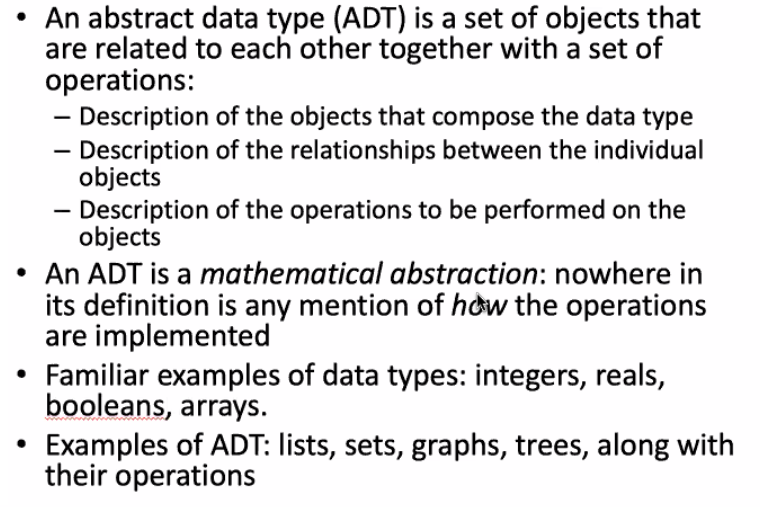 • An abstract data type (ADT) is a set of objects that
are related to each other together with a set of
operations:
– Description of the objects that compose the data type
– Description of the relationships between the individual
objects
– Description of the operations to be performed on the
objects
• An ADT is a mathematical abstraction: nowhere in
its definition is any mention of how the operations
are implemented
• Familiar examples of data types: integers, reals,
booleans, arrays.
• Examples of ADT: lists, sets, graphs, trees, along with
their operations